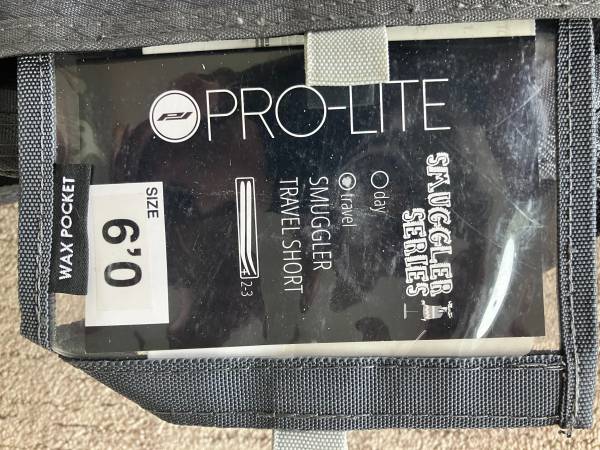 PRO-LITE
SMUGGLER
SERIES
day
travel
SMUGGLER
TRAVEL SHORT
2-3
SIZE
6'0
WAX POCKET